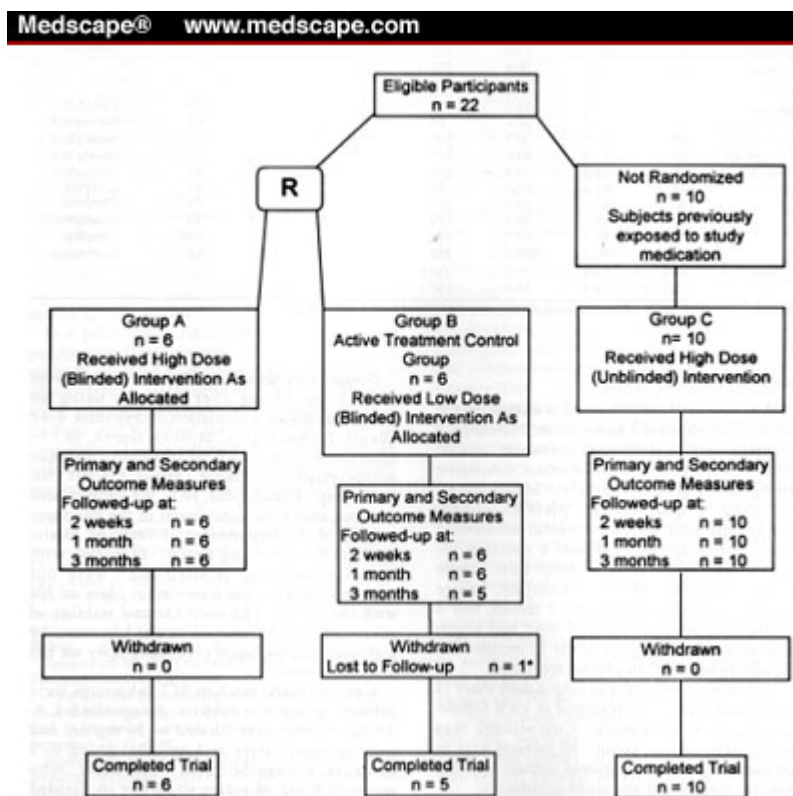 Medscape® www.medscape.com
Eligible Participants
n = 22
R
Not Randomized
n = 10
Subjects previously
exposed to study
medication
Group A
n = 6
Received High Dose
(Blinded) Intervention As
Allocated
Group B
Active Treatment Control
Group
n = 6
Received Low Dose
(Blinded) Intervention As
Allocated
Group C
n= 10
Received High Dose
(Unblinded) Intervention
Primary and Secondary
Outcome Measures
Followed-up at:
2 weeks n = 6
1 month n = 6
3 months n = 6
Primary and Secondary
Outcome Measures
Followed-up at:
2 weeks n = 6
1 month n = 6
3 months n = 5
Primary and Secondary
Outcome Measures
Followed-up at:
2 weeks n = 10
1 month n = 10
3 months n = 10
Withdrawn
n = 0
Withdrawn
Lost to Follow-up n = 1*
Withdrawn
n = 0
Completed Trial
n = 6
Completed Trial
n = 5
Completed Trial
n = 10